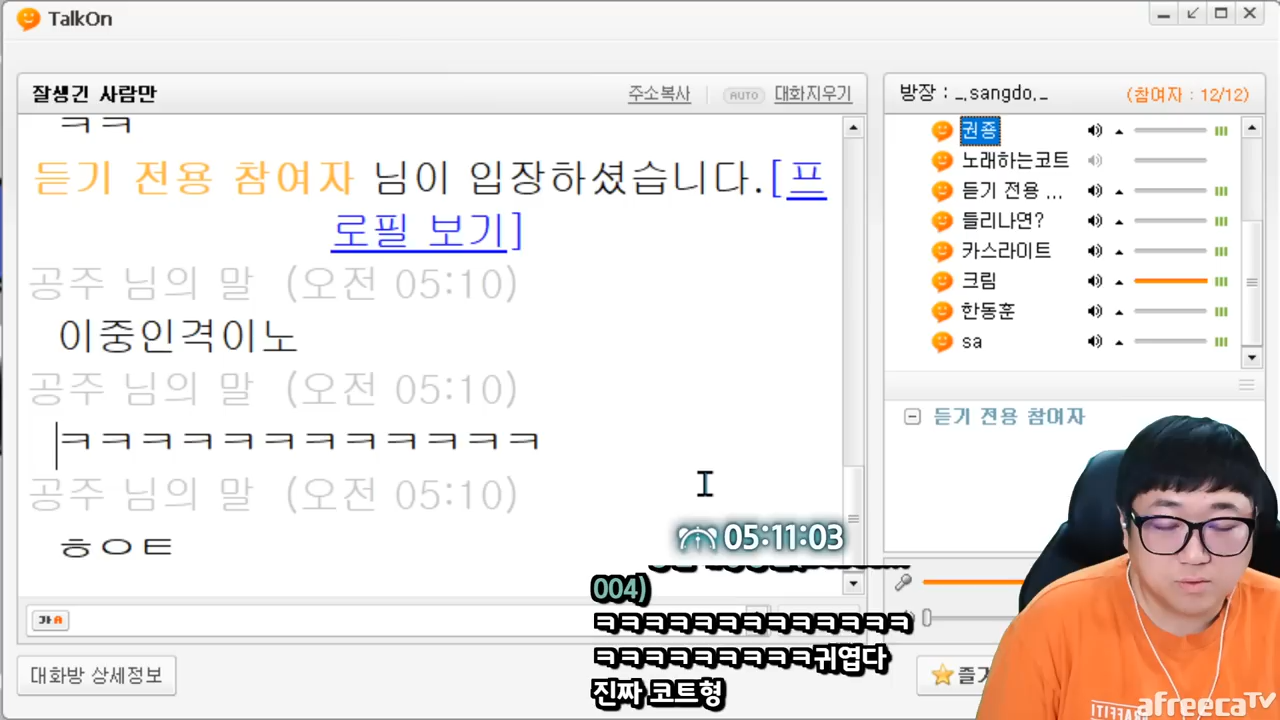 TalkOn
잘생긴 사람만
주소복사
AUTO
대화지우기
ㅋㅋ
듣기 전용 참여자 님이 입장하셨습니다.[프
로필 보기]
공주 님의 말 (오전 05:10)
이중인격이노
공주 님의 말 (오전 05:10)
ㅋㅋㅋㅋㅋㅋㅋㅋㅋㅋㅋㅋ
공주 님의 말 (오전 05:10)
ㅎㅇㅌ
가A
대화방 상세정보
방장 : _.sangdo._
(참여자 : 12/12)
권죵
노래하는코트
듣기 전용 ...
들리나연?
카스라이트
크림
한동훈
sa
듣기 전용 참여자
05:11:03
004)
ㅋㅋㅋㅋㅋㅋㅋㅋㅋㅋㅋㅋㅋ
ㅋㅋㅋㅋㅋㅋㅋㅋㅋ귀엽다
진짜 코트형
즐거
afreecaTV